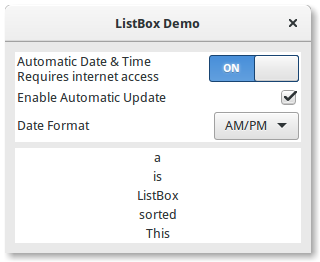 ListBox Demo
Automatic Date & Time
Requires internet access
ON
Enable Automatic Update
Date Format
AM/PM
a
is
ListBox
sorted
This